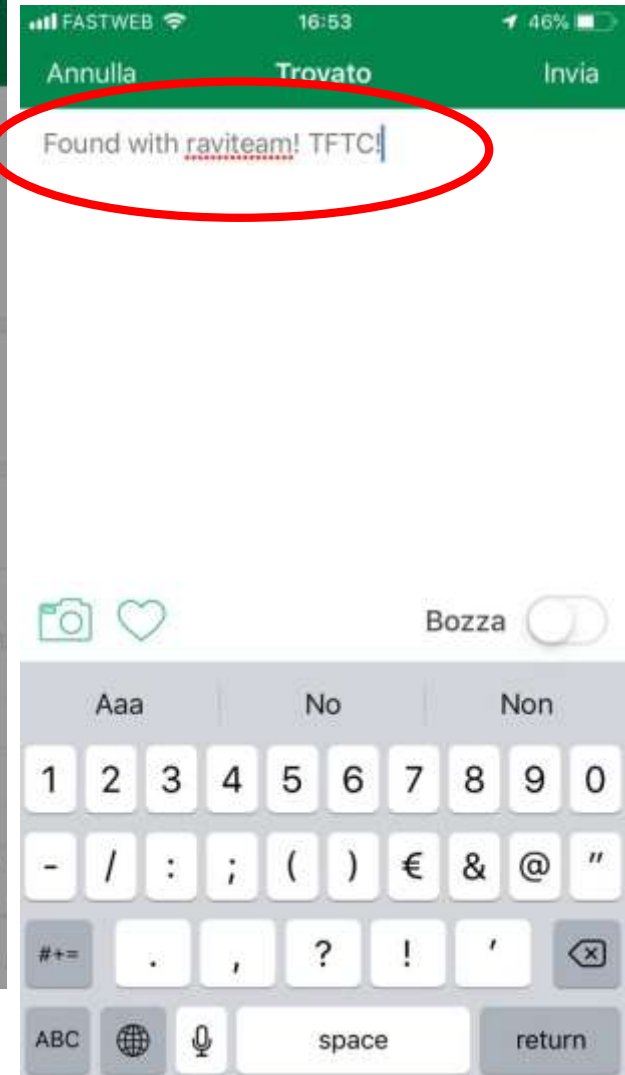 FASTWEB 16:53 46%
Annulla Trovato Invia
Found with raviteam! TFTC!
Bozza
Aaa No Non
1 2 3 4 5 6 7 8 9 0
- / : ; ( ) € & @ "
#+= . , ? ! '
ABC space return